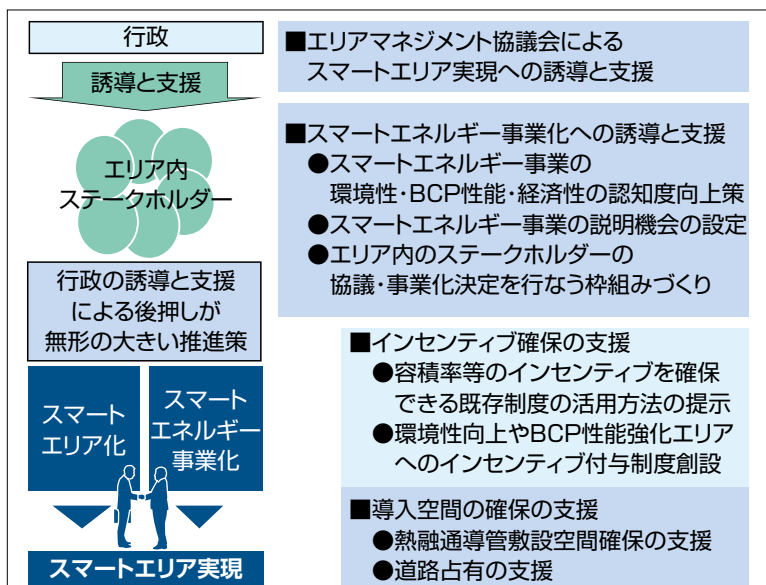 行政
誘導と支援
エリア内
ステークホルダー
行政の誘導と支援
による後押しが
無形の大きい推進策
スマート
エリア化
スマート
エネルギー
事業化
スマートエリア実現
■エリアマネジメント協議会による
スマートエリア実現への誘導と支援
■スマートエネルギー事業化への誘導と支援
●スマートエネルギー事業の
環境性・BCP性能・経済性の認知度向上策
●スマートエネルギー事業の説明機会の設定
●エリア内のステークホルダーの
協議・事業化決定を行なう枠組みづくり
■インセンティブ確保の支援
●容積率等のインセンティブを確保
できる既存制度の活用方法の提示
●環境性向上やBCP性能強化エリア
へのインセンティブ付与制度創設
■導入空間の確保の支援
●熱融通導管敷設空間確保の支援
●道路占有の支援